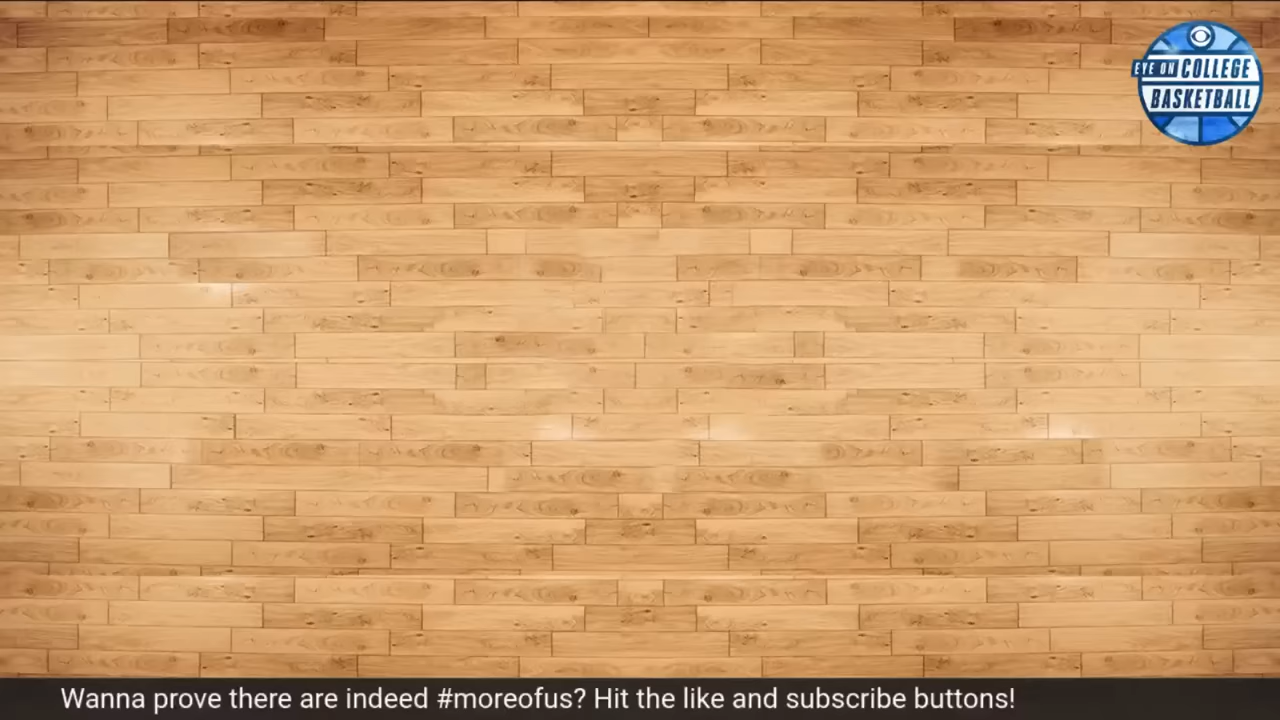 EYE ON COLLEGE
BASKETBALL
Wanna prove there are indeed #moreofus? Hit the like and subscribe buttons!